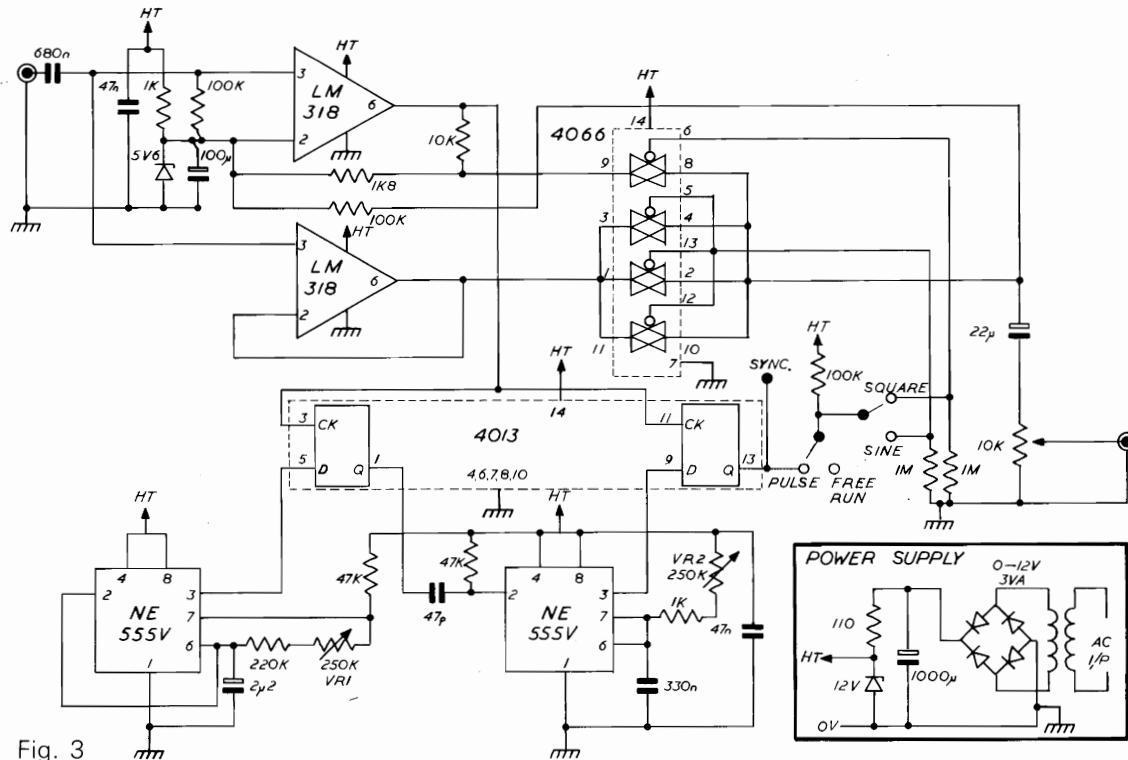 HT
680n
47n
1K
100K
5V6
100µ
3
2
LM
318
6
HT
10K
1K8
100K
3
2
LM
318
6
HT
HT
14
4066
6
9
8
5
3
4
13
1
2
12
11
10
7
HT
14
4013
3
CK
5
D
Q
1
4,6,7,8,10
11
CK
9
D
Q
13
SYNC.
HT
100K
SQUARE
SINE
PULSE
FREE
RUN
1M
1M
22µ
10K
HT
4
8
2
NE
555V
3
7
6
1
47K
220K
250K
VR1
2µ2
47p
47K
HT
4
8
2
NE
555V
3
7
6
1
VR2
250K
1K
47n
330n
POWER SUPPLY
0-12V
3VA
110
HT
12V
1000µ
AC
I/P
0V
Fig. 3